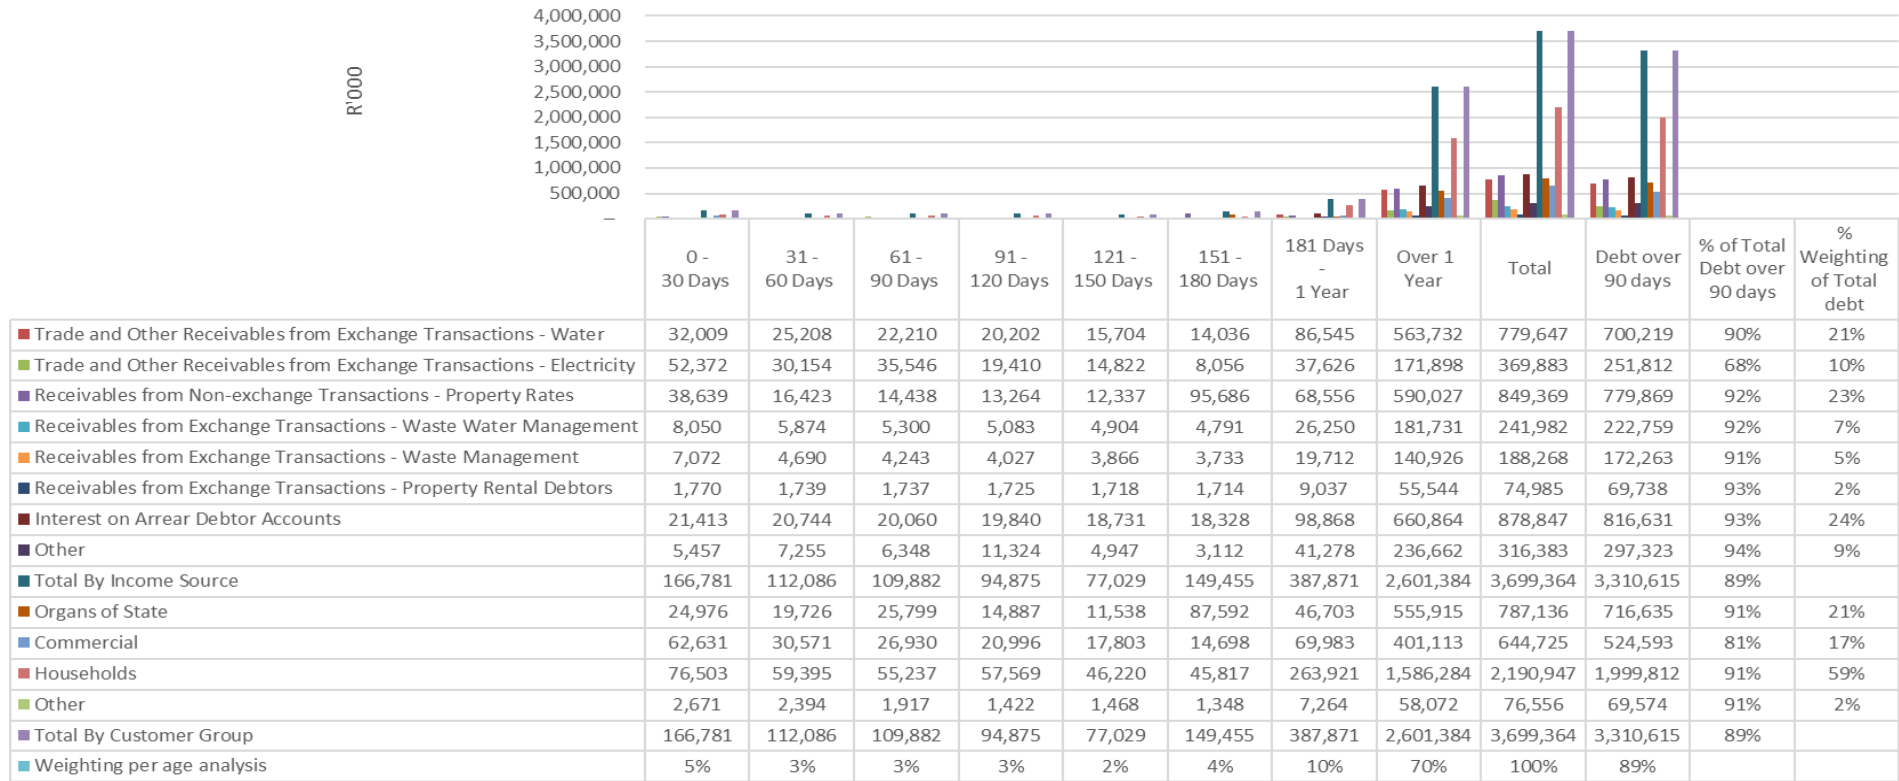 R'000
4,000,000
3,500,000
3,000,000
2,500,000
2,000,000
1,500,000
1,000,000
500,000
–
0 - 30 Days 31 - 60 Days 61 - 90 Days 91 - 120 Days 121 - 150 Days 151 - 180 Days 181 Days - 1 Year Over 1 Year Total Debt over 90 days % of Total Debt over 90 days % Weighting of Total debt
Trade and Other Receivables from Exchange Transactions - Water 32,009 25,208 22,210 20,202 15,704 14,036 86,545 563,732 779,647 700,219 90% 21%
Trade and Other Receivables from Exchange Transactions - Electricity 52,372 30,154 35,546 19,410 14,822 8,056 37,626 171,898 369,883 251,812 68% 10%
Receivables from Non-exchange Transactions - Property Rates 38,639 16,423 14,438 13,264 12,337 95,686 68,556 590,027 849,369 779,869 92% 23%
Receivables from Exchange Transactions - Waste Water Management 8,050 5,874 5,300 5,083 4,904 4,791 26,250 181,731 241,982 222,759 92% 7%
Receivables from Exchange Transactions - Waste Management 7,072 4,690 4,243 4,027 3,866 3,733 19,712 140,926 188,268 172,263 91% 5%
Receivables from Exchange Transactions - Property Rental Debtors 1,770 1,739 1,737 1,725 1,718 1,714 9,037 55,544 74,985 69,738 93% 2%
Interest on Arrear Debtor Accounts 21,413 20,744 20,060 19,840 18,731 18,328 98,868 660,864 878,847 816,631 93% 24%
Other 5,457 7,255 6,348 11,324 4,947 3,112 41,278 236,662 316,383 297,323 94% 9%
Total By Income Source 166,781 112,086 109,882 94,875 77,029 149,455 387,871 2,601,384 3,699,364 3,310,615 89%
Organs of State 24,976 19,726 25,799 14,887 11,538 87,592 46,703 555,915 787,136 716,635 91% 21%
Commercial 62,631 30,571 26,930 20,996 17,803 14,698 69,983 401,113 644,725 524,593 81% 17%
Households 76,503 59,395 55,237 57,569 46,220 45,817 263,921 1,586,284 2,190,947 1,999,812 91% 59%
Other 2,671 2,394 1,917 1,422 1,468 1,348 7,264 58,072 76,556 69,574 91% 2%
Total By Customer Group 166,781 112,086 109,882 94,875 77,029 149,455 387,871 2,601,384 3,699,364 3,310,615 89%
Weighting per age analysis 5% 3% 3% 3% 2% 4% 10% 70% 100% 89%